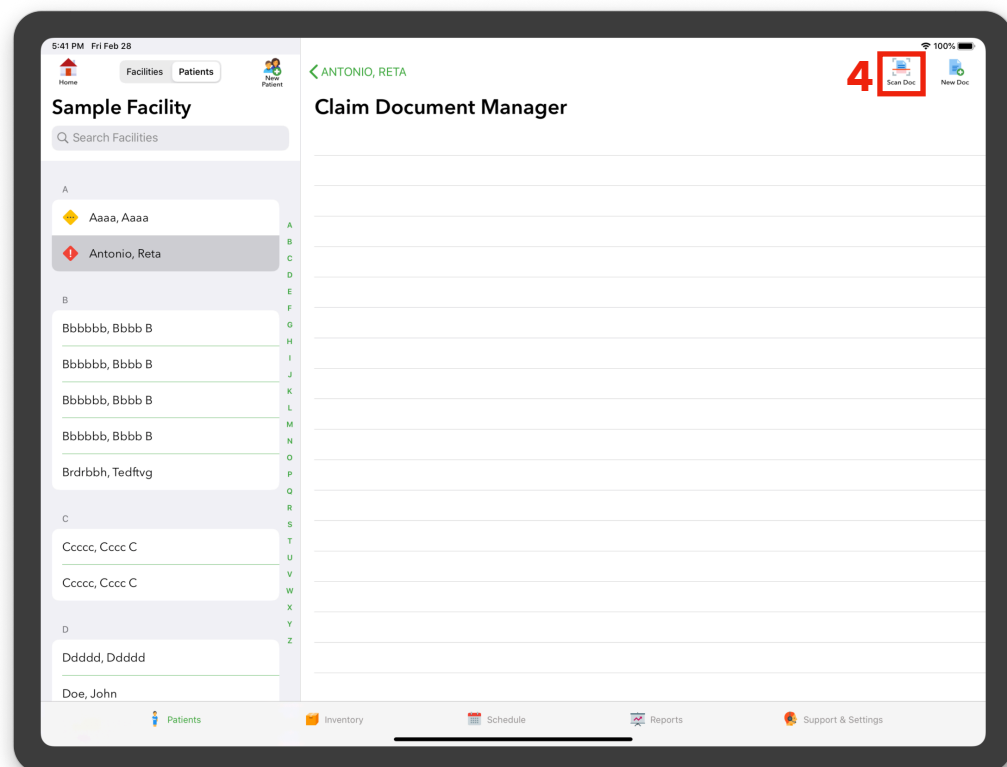 5:41 PM Fri Feb 28
100%
Home
Facilities
Patients
New Patient
ANTONIO, RETA
4
Scan Doc
New Doc
Sample Facility
Claim Document Manager
Search Facilities
A
Aaaa, Aaaa
Antonio, Reta
B
Bbbbbb, Bbbb B
Bbbbbb, Bbbb B
Bbbbbb, Bbbb B
Bbbbbb, Bbbb B
Brdrbbh, Tedftvg
C
Ccccc, Cccc C
Ccccc, Cccc C
D
Ddddd, Ddddd
Doe, John
A
B
C
D
E
F
G
H
I
J
K
L
M
N
O
P
Q
R
S
T
U
V
W
X
Y
Z
Patients
Inventory
Schedule
Reports
Support & Settings